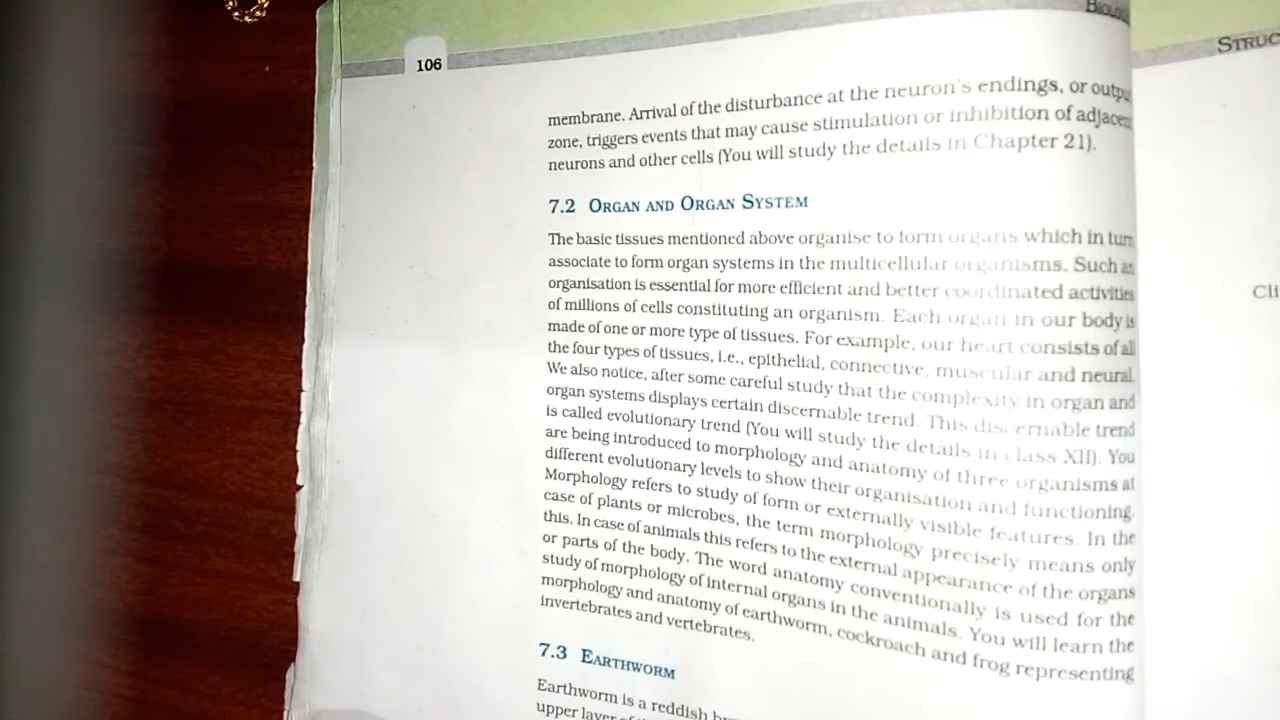 106
membrane. Arrival of the disturbance at the neuron's endings, or
zone, triggers events that may cause stimulation or inhibition of
neurons and other cells (You will study the details in Chapter 21).
7.2 ORGAN AND ORGAN SYSTEM
The basic tissues mentioned above organise to form organs which in turn
associate to form organ systems in the multicellular organisms. Such an
organisation is essential for more efficient and better coordinated activities
of millions of cells constituting an organism. Each organ in our body is
made of one or more type of tissues. For example, our heart consists of all
the four types of tissues, i.e., epithelial, connective, muscular and neural.
We also notice, after some careful study that the complexity in organ and
organ systems displays certain discernable trend. This discernable trend
is called evolutionary trend (You will study the details in class XII). You
are being introduced to morphology and anatomy of three organisms at
different evolutionary levels to show their organisation and functioning.
Morphology refers to study of form or externally visible features. In the
case of plants or microbes, the term morphology precisely means only
this. In case of animals this refers to the external appearance of the organs
or parts of the body. The word anatomy conventionally is used for the
study of morphology of internal organs in the animals. You will learn the
morphology and anatomy of earthworm, cockroach and frog representing
invertebrates and vertebrates.
7.3 EARTHWORM
Earthworm is a reddish
upper layer